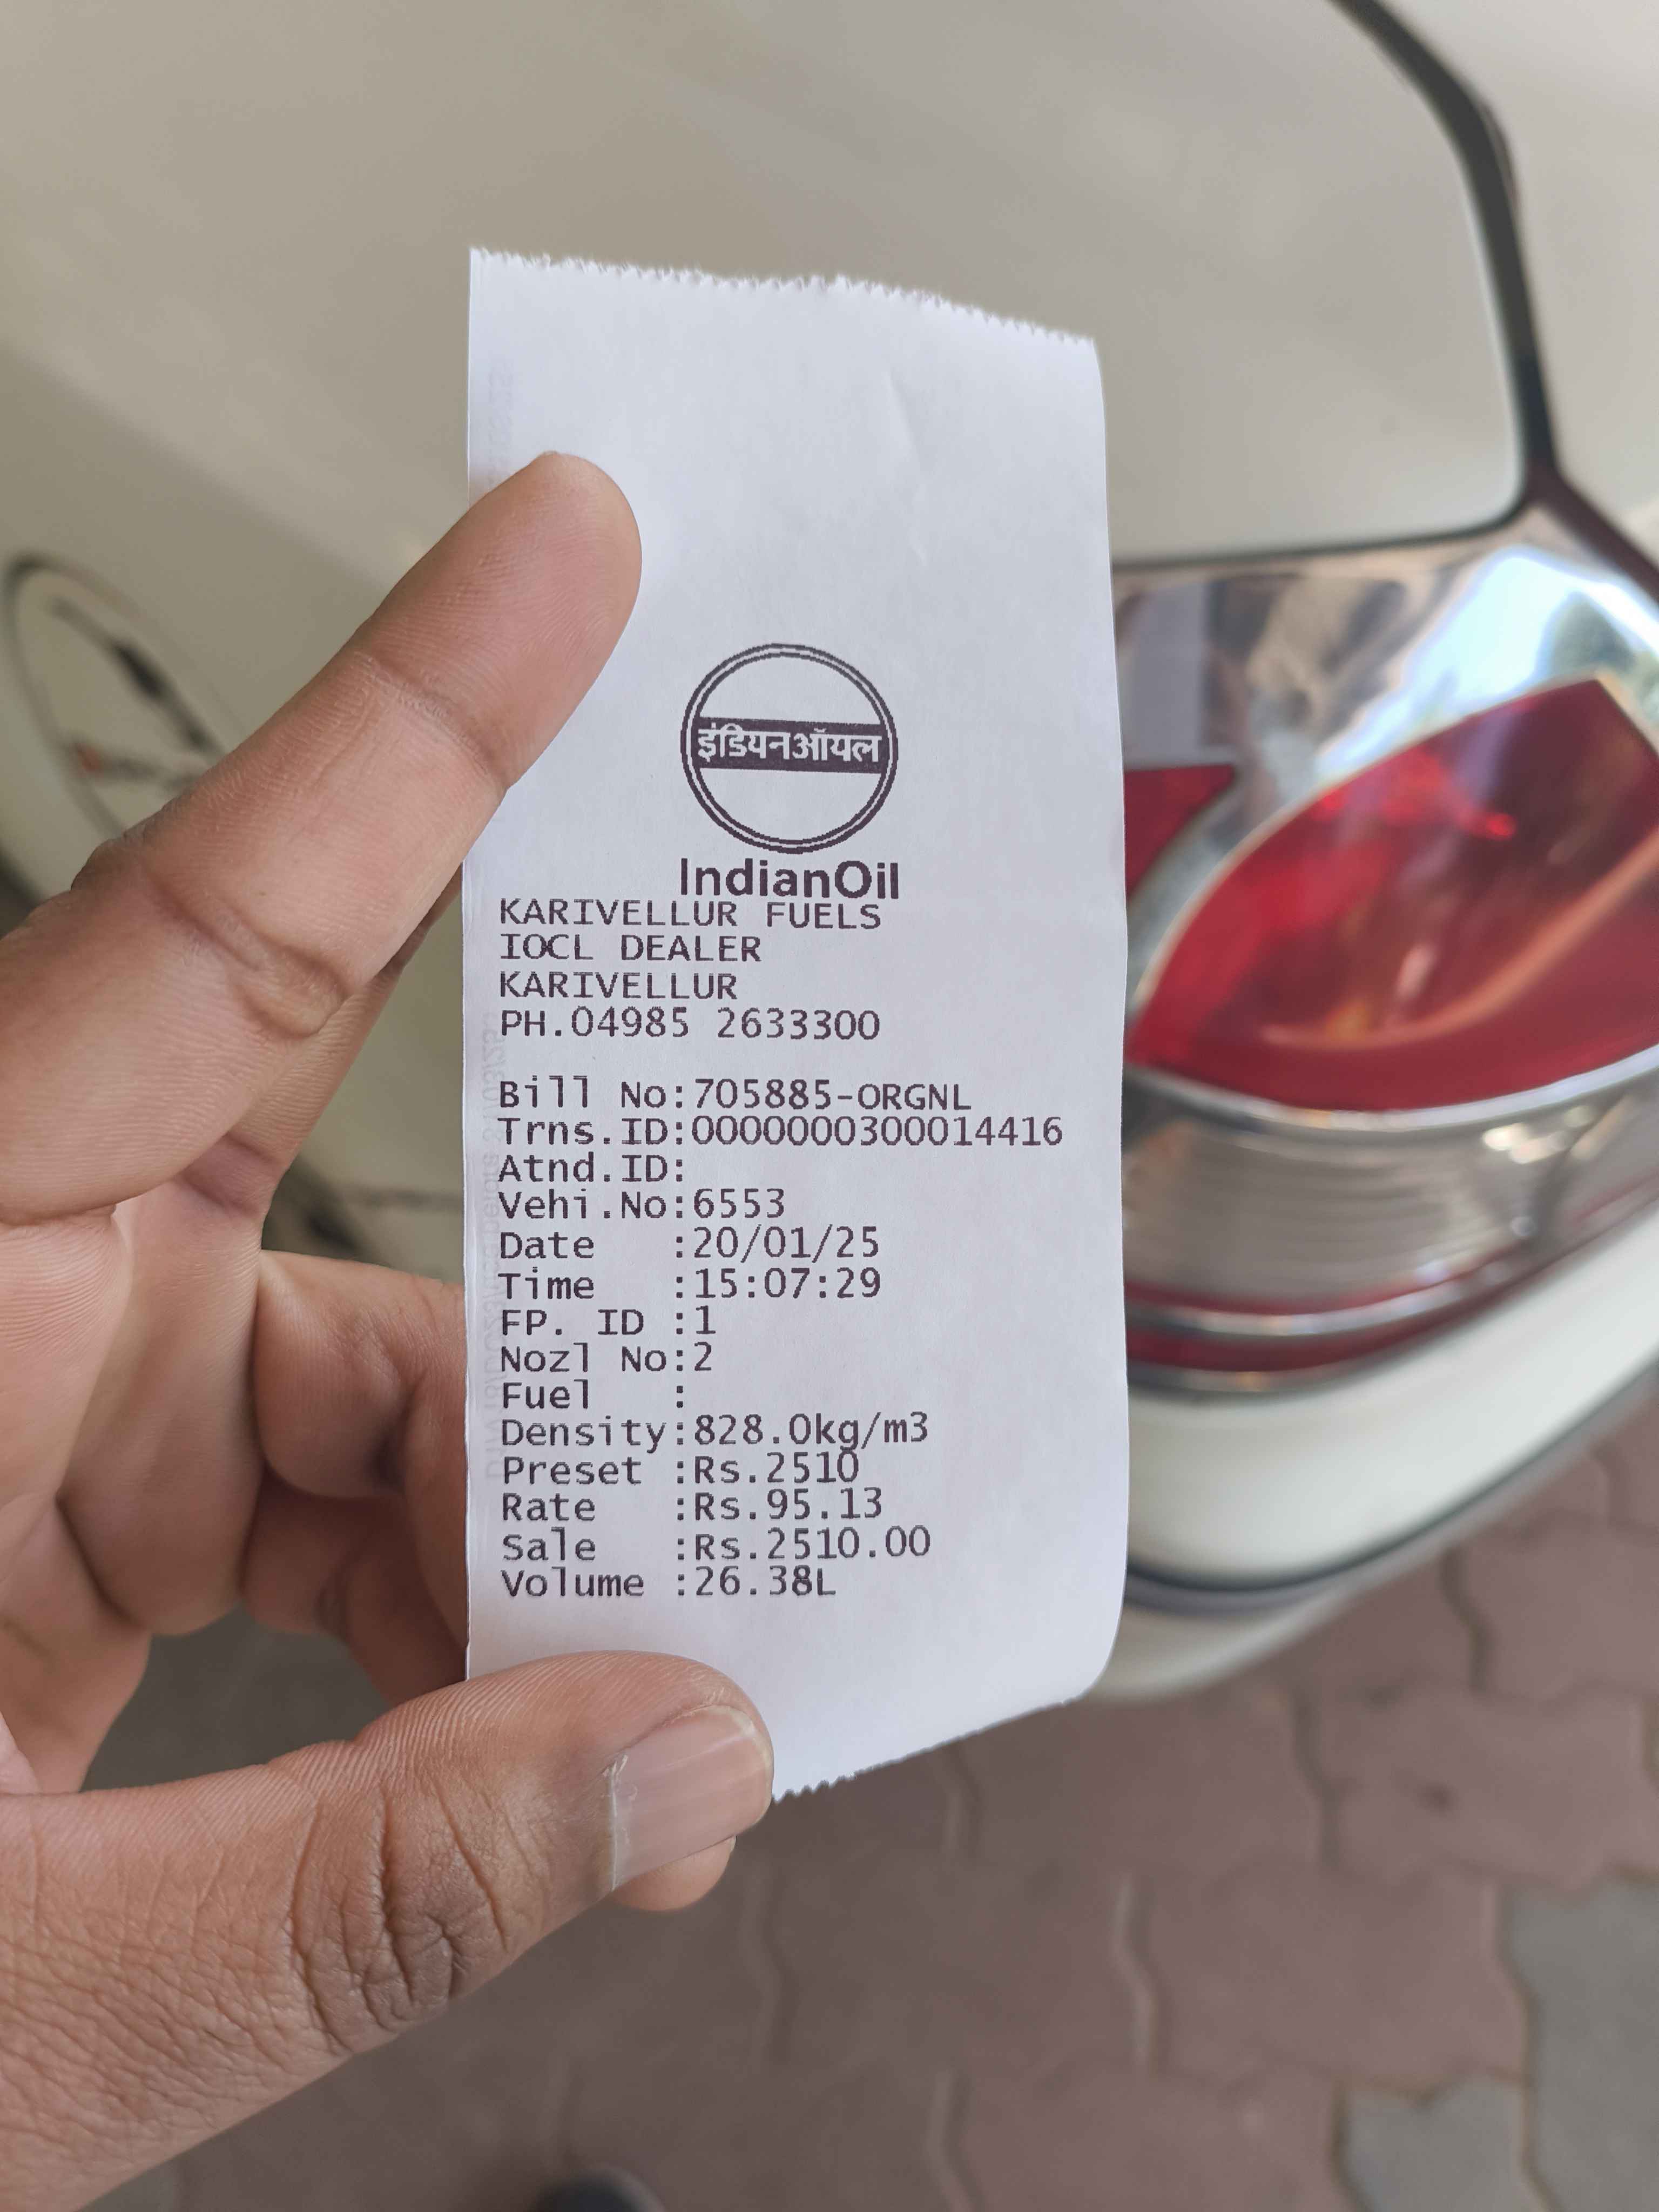 इंडियनऑयल
IndianOil
KARIVELLUR FUELS
IOCL DEALER
KARIVELLUR
PH.04985 2633300
Bill No:705885-ORGNL
Trns.ID:0000000300014416
Atnd.ID:
Vehi.No:6553
Date :20/01/25
Time :15:07:29
FP. ID :1
Nozl No:2
Fuel :
Density:828.0kg/m3
Preset :Rs.2510
Rate :Rs.95.13
Sale :Rs.2510.00
Volume :26.38L